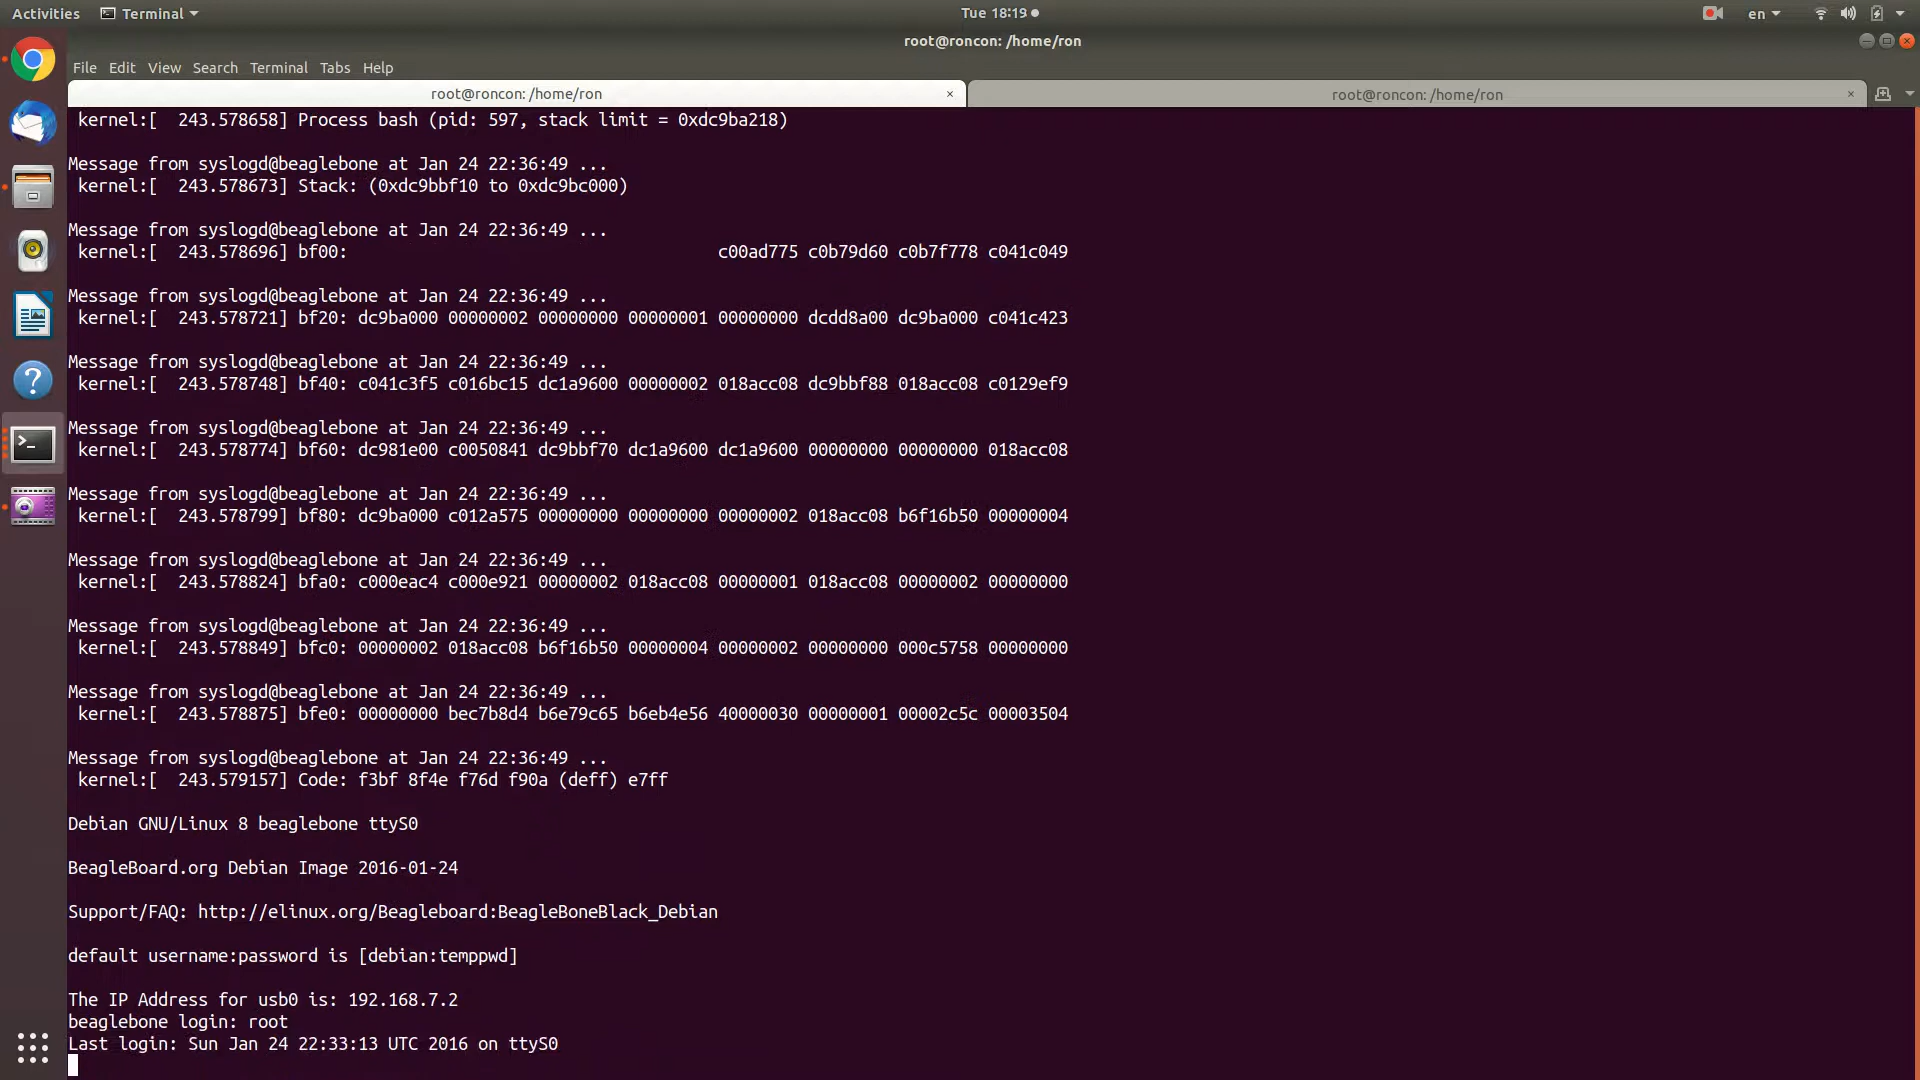 Activities Terminal Tue 18:19 en
root@roncon: /home/ron
File Edit View Search Terminal Tabs Help
root@roncon: /home/ron × root@roncon: /home/ron ×
kernel:[  243.578658] Process bash (pid: 597, stack limit = 0xdc9ba218)
Message from syslogd@beaglebone at Jan 24 22:36:49 ...
kernel:[  243.578673] Stack: (0xdc9bbf10 to 0xdc9bc000)
Message from syslogd@beaglebone at Jan 24 22:36:49 ...
kernel:[  243.578696] bf00:                                     c00ad775 c0b79d60 c0b7f778 c041c049
Message from syslogd@beaglebone at Jan 24 22:36:49 ...
kernel:[  243.578721] bf20: dc9ba000 00000002 00000000 00000001 00000000 dcdd8a00 dc9ba000 c041c423
Message from syslogd@beaglebone at Jan 24 22:36:49 ...
kernel:[  243.578748] bf40: c041c3f5 c016bc15 dc1a9600 00000002 018acc08 dc9bbf88 018acc08 c0129ef9
Message from syslogd@beaglebone at Jan 24 22:36:49 ...
kernel:[  243.578774] bf60: dc981e00 c0050841 dc9bbf70 dc1a9600 dc1a9600 00000000 00000000 018acc08
Message from syslogd@beaglebone at Jan 24 22:36:49 ...
kernel:[  243.578799] bf80: dc9ba000 c012a575 00000000 00000000 00000002 018acc08 b6f16b50 00000004
Message from syslogd@beaglebone at Jan 24 22:36:49 ...
kernel:[  243.578824] bfa0: c000eac4 c000e921 00000002 018acc08 00000001 018acc08 00000002 00000000
Message from syslogd@beaglebone at Jan 24 22:36:49 ...
kernel:[  243.578849] bfc0: 00000002 018acc08 b6f16b50 00000004 00000002 00000000 000c5758 00000000
Message from syslogd@beaglebone at Jan 24 22:36:49 ...
kernel:[  243.578875] bfe0: 00000000 bec7b8d4 b6e79c65 b6eb4e56 40000030 00000001 00002c5c 00003504
Message from syslogd@beaglebone at Jan 24 22:36:49 ...
kernel:[  243.579157] Code: f3bf 8f4e f76d f90a (deff) e7ff
Debian GNU/Linux 8 beaglebone ttyS0
BeagleBoard.org Debian Image 2016-01-24
Support/FAQ: http://elinux.org/Beagleboard:BeagleBoneBlack_Debian
default username:password is [debian:temppwd]
The IP Address for usb0 is: 192.168.7.2
beaglebone login: root
Last login: Sun Jan 24 22:33:13 UTC 2016 on ttyS0